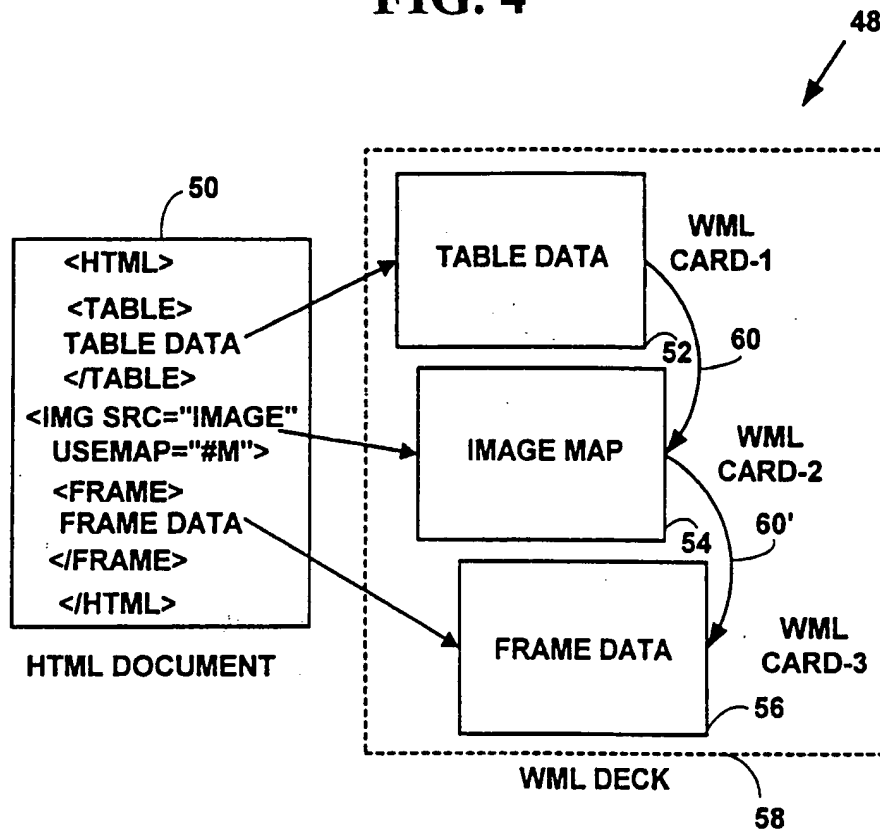 FIG. 4
48
50
<HTML>
<TABLE>
TABLE DATA
</TABLE>
<IMG SRC="IMAGE"
USEMAP="#M">
<FRAME>
FRAME DATA
</FRAME>
</HTML>
HTML DOCUMENT
TABLE DATA
WML
CARD-1
52
60
IMAGE MAP
WML
CARD-2
54
60'
FRAME DATA
WML
CARD-3
56
WML DECK
58